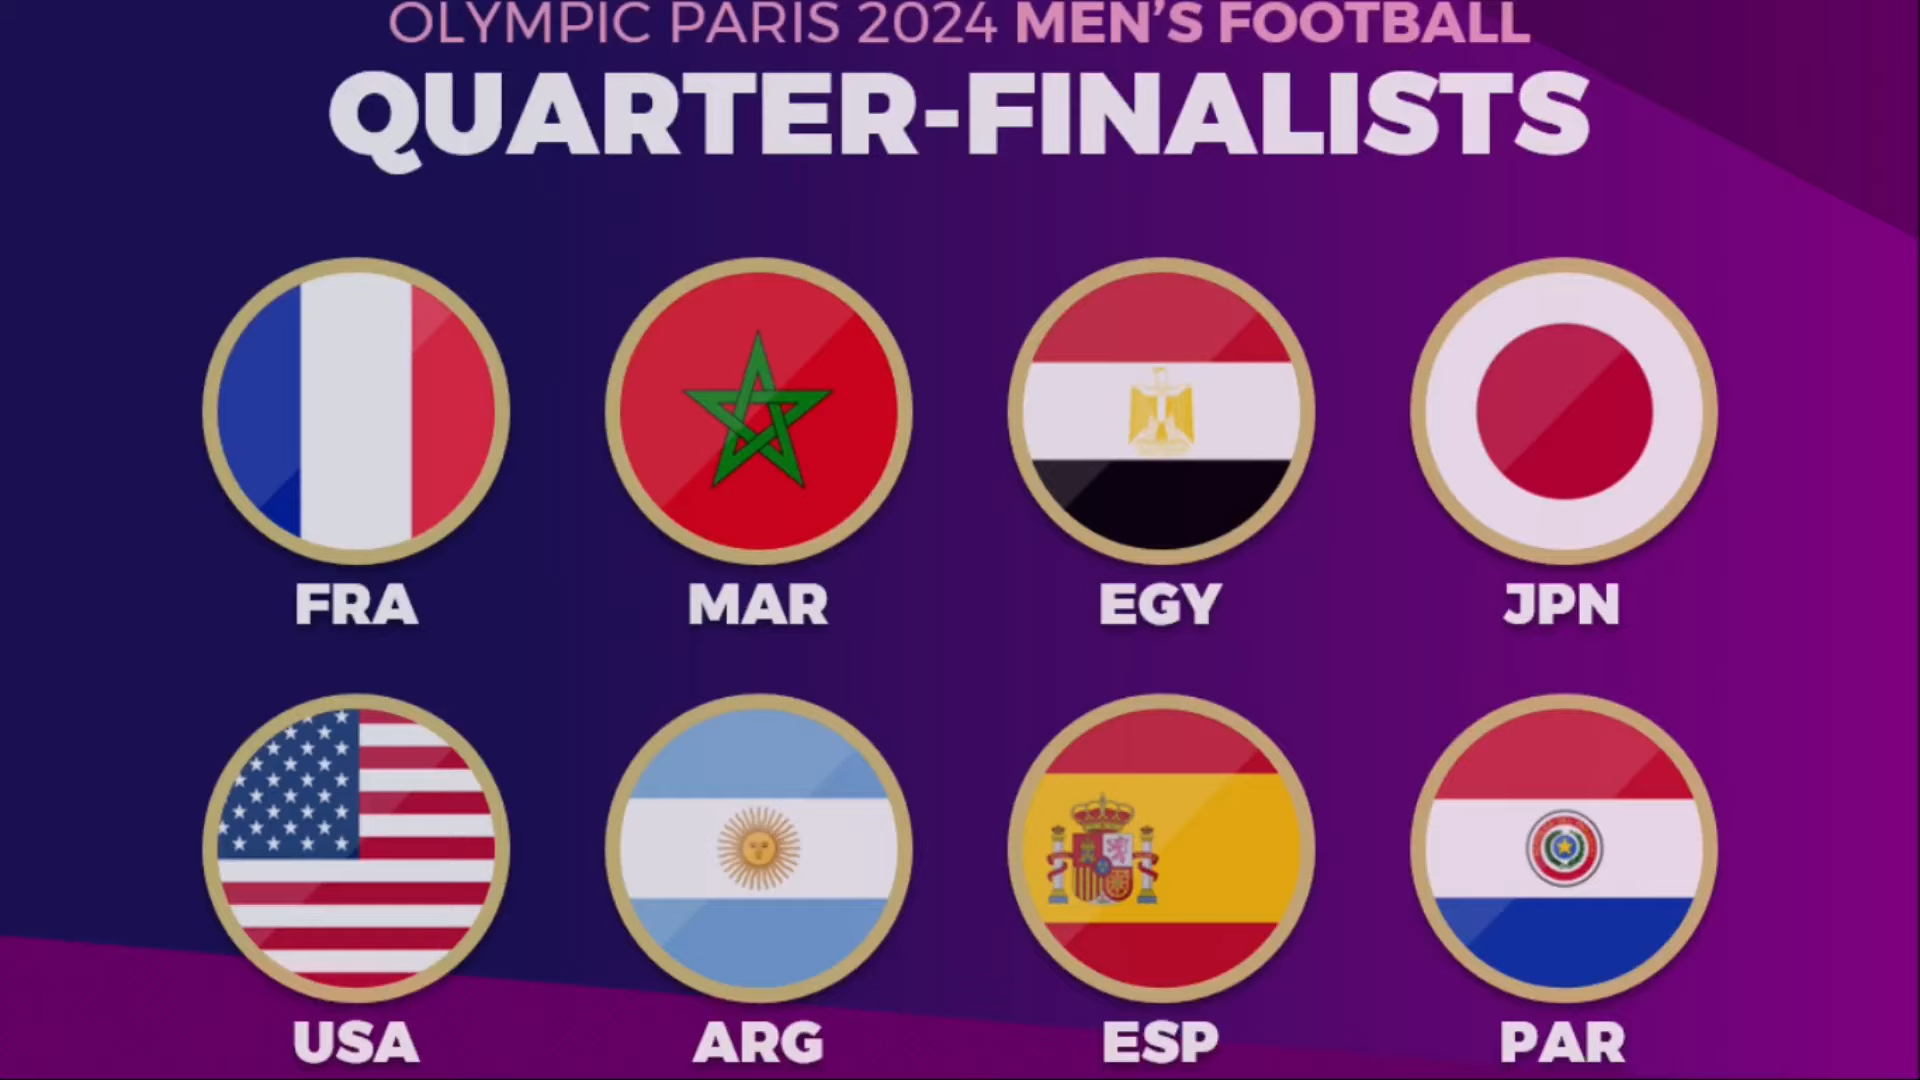 OLYMPIC PARIS 2024 MEN'S FOOTBALL
QUARTER-FINALISTS
FRA MAR EGY JPN
USA ARG ESP PAR